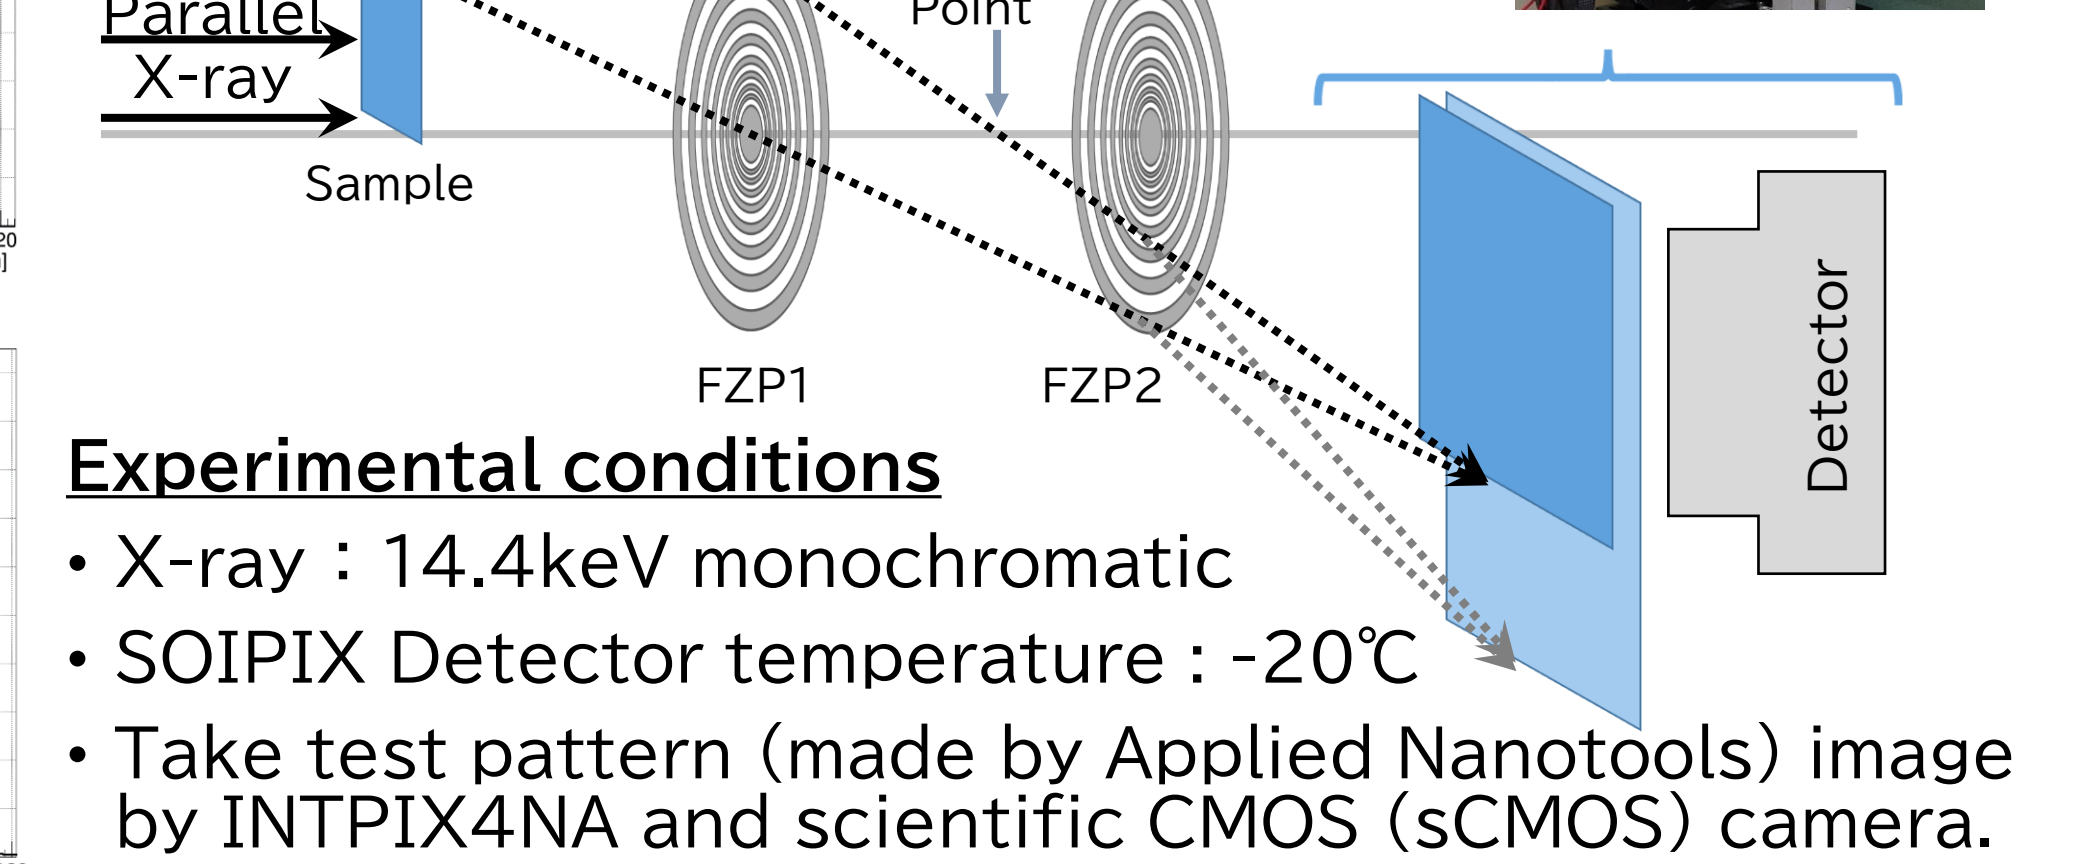 Parallel
X-ray
Point
Sample
20
]
FZP1
FZP2
Detector
Experimental conditions
• X-ray：14.4keV monochromatic
• SOIPIX Detector temperature : -20℃
• Take test pattern (made by Applied Nanotools) image
by INTPIX4NA and scientific CMOS (sCMOS) camera.